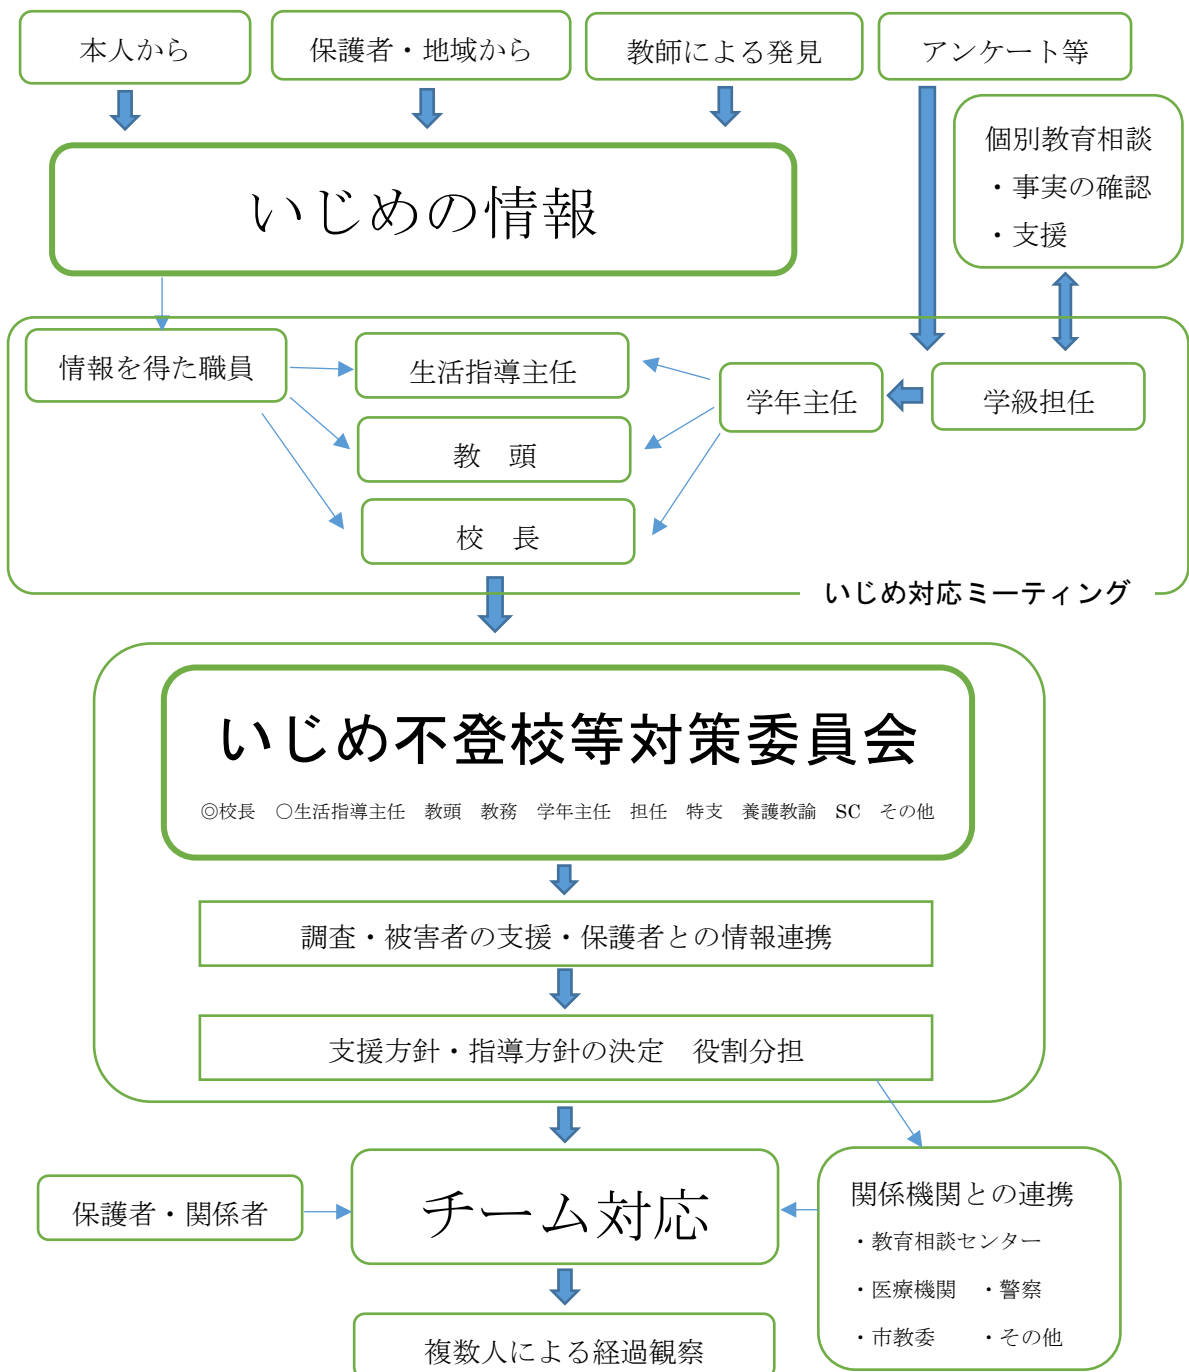 本人から
保護者・地域から
教師による発見
アンケート等
個別教育相談
・事実の確認
・支援
いじめの情報
情報を得た職員
生活指導主任
学年主任
学級担任
教　頭
校　長
いじめ対応ミーティング
いじめ不登校等対策委員会
◎校長　○生活指導主任　教頭　教務　学年主任　担任　特支　養護教諭　SC　その他
調査・被害者の支援・保護者との情報連携
支援方針・指導方針の決定　役割分担
保護者・関係者
チーム対応
関係機関との連携
・教育相談センター
・医療機関　・警察
・市教委　　・その他
複数人による経過観察